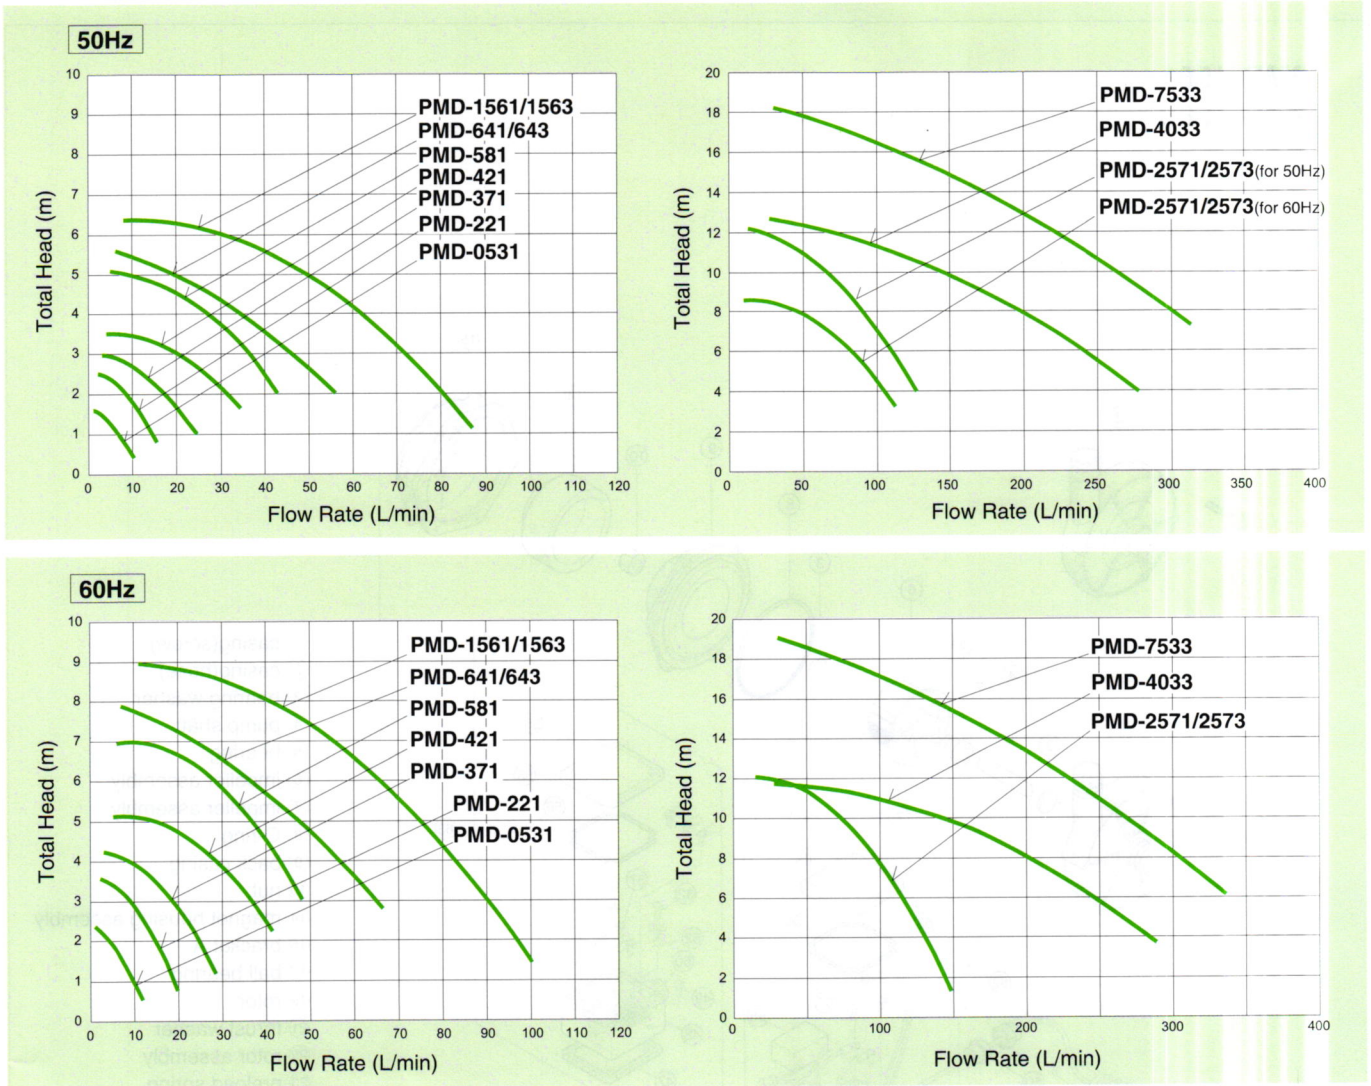 50Hz
Total Head (m)
10
9
8
7
6
5
4
3
2
1
0
PMD-1561/1563
PMD-641/643
PMD-581
PMD-421
PMD-371
PMD-221
PMD-0531
0 10 20 30 40 50 60 70 80 90 100 110 120
Flow Rate (L/min)
Total Head (m)
20
18
16
14
12
10
8
6
4
2
0
PMD-7533
PMD-4033
PMD-2571/2573(for 50Hz)
PMD-2571/2573(for 60Hz)
0 50 100 150 200 250 300 350 400
Flow Rate (L/min)
60Hz
Total Head (m)
10
9
8
7
6
5
4
3
2
1
0
PMD-1561/1563
PMD-641/643
PMD-581
PMD-421
PMD-371
PMD-221
PMD-0531
0 10 20 30 40 50 60 70 80 90 100 110 120
Flow Rate (L/min)
Total Head (m)
20
18
16
14
12
10
8
6
4
2
0
PMD-7533
PMD-4033
PMD-2571/2573
0 100 200 300 400
Flow Rate (L/min)